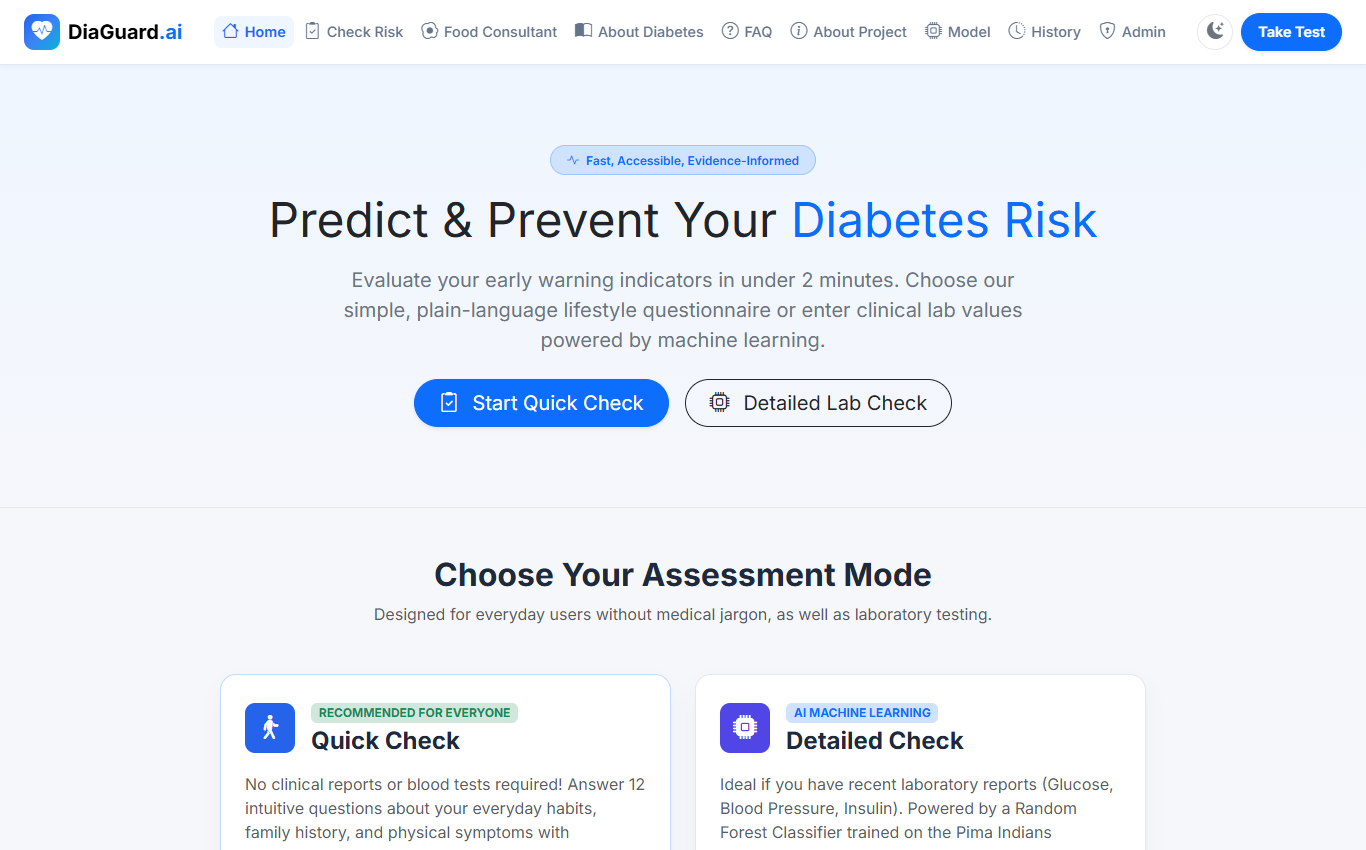 DiaGuard.ai
Home
Check Risk
Food Consultant
About Diabetes
FAQ
About Project
Model
History
Admin
Take Test
Fast, Accessible, Evidence-Informed
Predict & Prevent Your Diabetes Risk
Evaluate your early warning indicators in under 2 minutes. Choose our
simple, plain-language lifestyle questionnaire or enter clinical lab values
powered by machine learning.
Start Quick Check
Detailed Lab Check
Choose Your Assessment Mode
Designed for everyday users without medical jargon, as well as laboratory testing.
RECOMMENDED FOR EVERYONE
Quick Check
No clinical reports or blood tests required! Answer 12
intuitive questions about your everyday habits,
family history, and physical symptoms with
AI MACHINE LEARNING
Detailed Check
Ideal if you have recent laboratory reports (Glucose,
Blood Pressure, Insulin). Powered by a Random
Forest Classifier trained on the Pima Indians